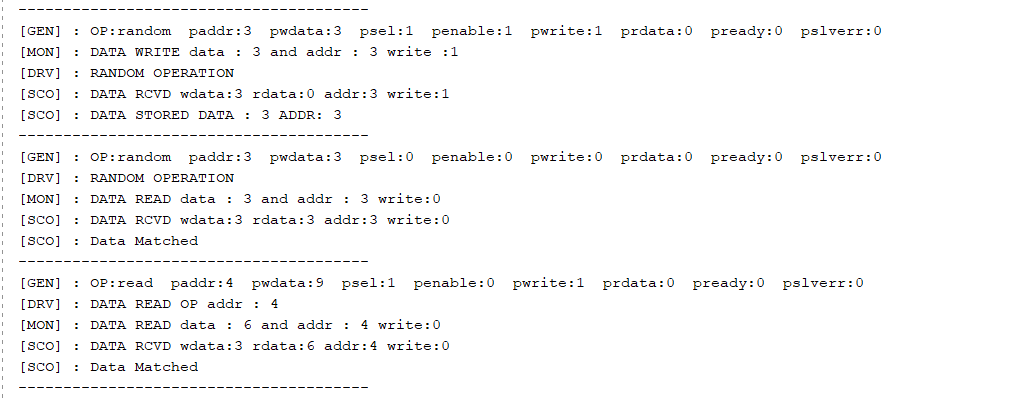 ---------------------------------------
[GEN] : OP:random  paddr:3  pwdata:3  psel:1  penable:1  pwrite:1  prdata:0  pready:0  pslverr:0
[MON] : DATA WRITE data : 3 and addr : 3 write :1
[DRV] : RANDOM OPERATION
[SCO] : DATA RCVD wdata:3 rdata:0 addr:3 write:1
[SCO] : DATA STORED DATA : 3 ADDR: 3
---------------------------------------
[GEN] : OP:random  paddr:3  pwdata:3  psel:0  penable:0  pwrite:0  prdata:0  pready:0  pslverr:0
[DRV] : RANDOM OPERATION
[MON] : DATA READ data : 3 and addr : 3 write:0
[SCO] : DATA RCVD wdata:3 rdata:3 addr:3 write:0
[SCO] : Data Matched
---------------------------------------
[GEN] : OP:read  paddr:4  pwdata:9  psel:1  penable:0  pwrite:1  prdata:0  pready:0  pslverr:0
[DRV] : DATA READ OP addr : 4
[MON] : DATA READ data : 6 and addr : 4 write:0
[SCO] : DATA RCVD wdata:3 rdata:6 addr:4 write:0
[SCO] : Data Matched
---------------------------------------